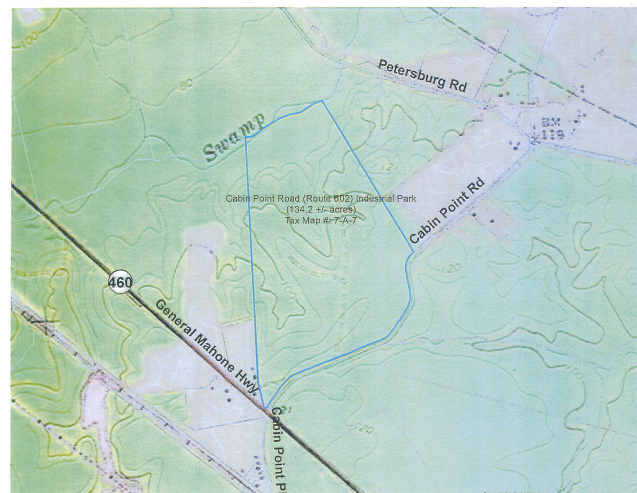 Petersburg Rd
Swamp
BM
119
Cabin Point Road (Route 602) Industrial Park
(134.2 +/- acres)
Tax Map #: 7-A-7
Cabin Point Rd
120
460
General Mahone Hwy
Cabin Point P